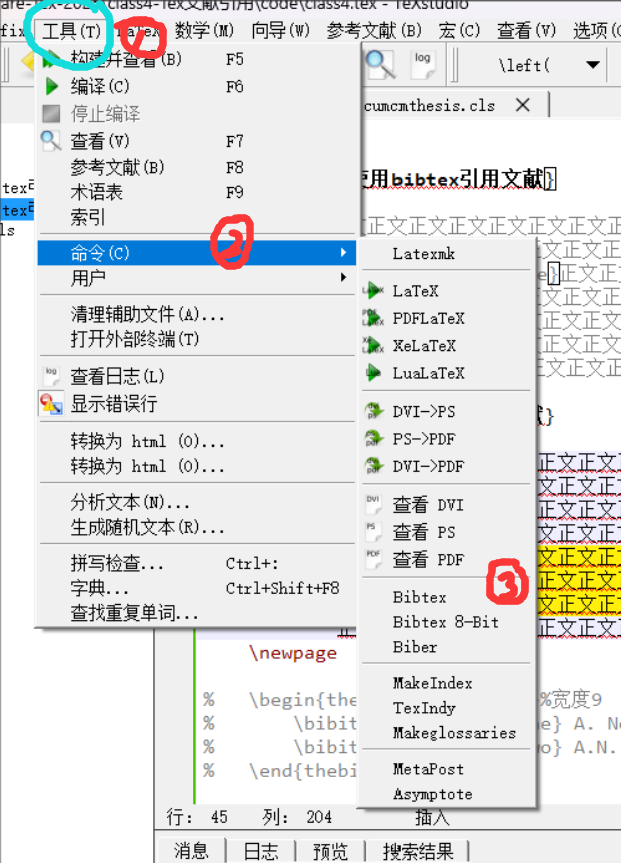 are-Tex-202 \class4-Tex文献引用\code\class4.tex - TeXstudio
工具(T) LaTeX 数学(M) 向导(W) 参考文献(B) 宏(C) 查看(V) 选项(
1
构建并查看(B) F5
编译(C) F6
停止编译
查看(V) F7
参考文献(B) F8
术语表 F9
索引
命令(C)
2
用户
清理辅助文件(A)...
打开外部终端(T)
查看日志(L)
显示错误行
转换为 html (O)...
转换为 html (O)...
分析文本(N)...
生成随机文本(R)...
拼写检查... Ctrl+:
字典... Ctrl+Shift+F8
查找重复单词...
log
\left(
cumcmthesis.cls
使用bibtex引用文献}
正文正文正文正文正文正
Latexmk
LaTeX
PDFLaTeX
XeLaTeX
LuaLaTeX
DVI->PS
PS->PDF
DVI->PDF
查看 DVI
查看 PS
查看 PDF
3
Bibtex
Bibtex 8-Bit
Biber
MakeIndex
TexIndy
Makeglossaries
MetaPost
Asymptote
\newpage
% \begin{the %宽度9
% \bibit e} A. Ne
% \bibit wo} A.N.
% \end{thebi
行: 45 列: 204 插入
消息 日志 预览 搜索结果